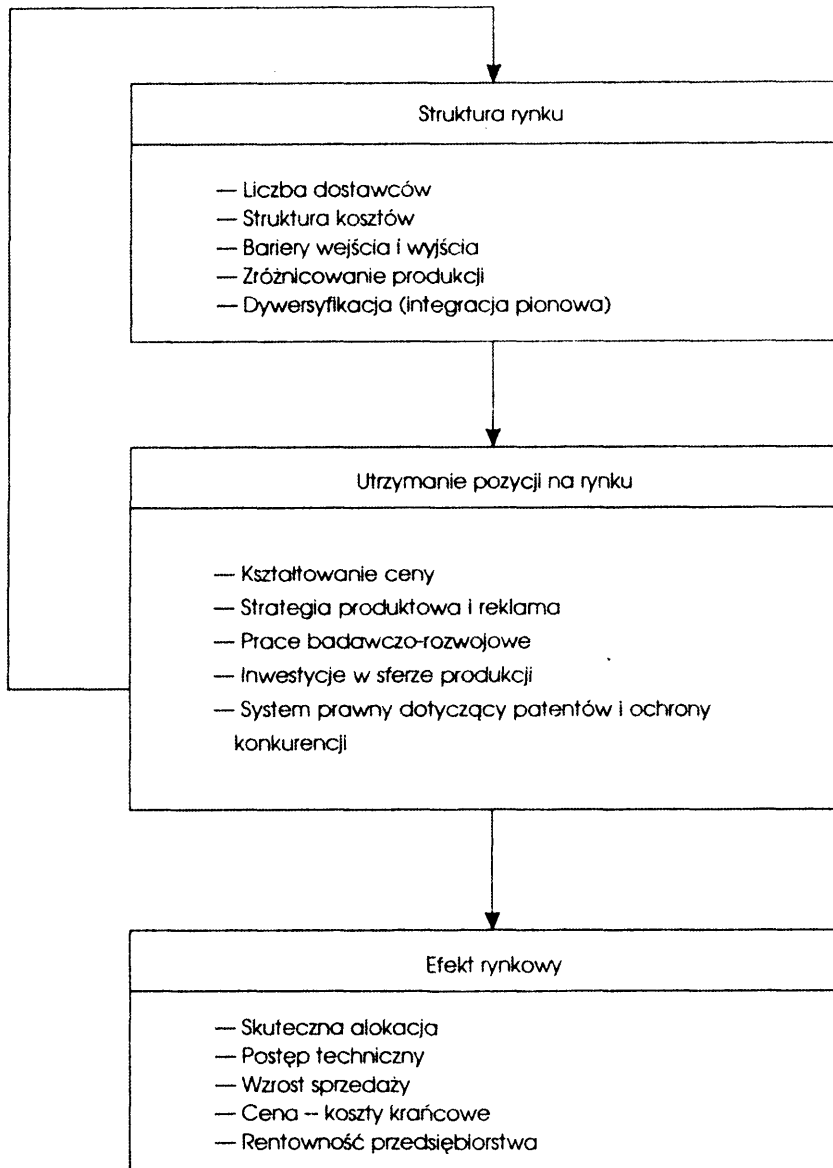 Struktura rynku
— Liczba dostawców
— Struktura kosztów
— Bariery wejścia i wyjścia
— Zróżnicowanie produkcji
— Dywersyfikacja (integracja pionowa)
Utrzymanie pozycji na rynku
— Kształtowanie ceny
— Strategia produktowa i reklama
— Prace badawczo-rozwojowe
— Inwestycje w sferze produkcji
— System prawny dotyczący patentów i ochrony
konkurencji
Efekt rynkowy
— Skuteczna alokacja
— Postęp techniczny
— Wzrost sprzedaży
— Cena – koszty krańcowe
— Rentowność przedsiębiorstwa